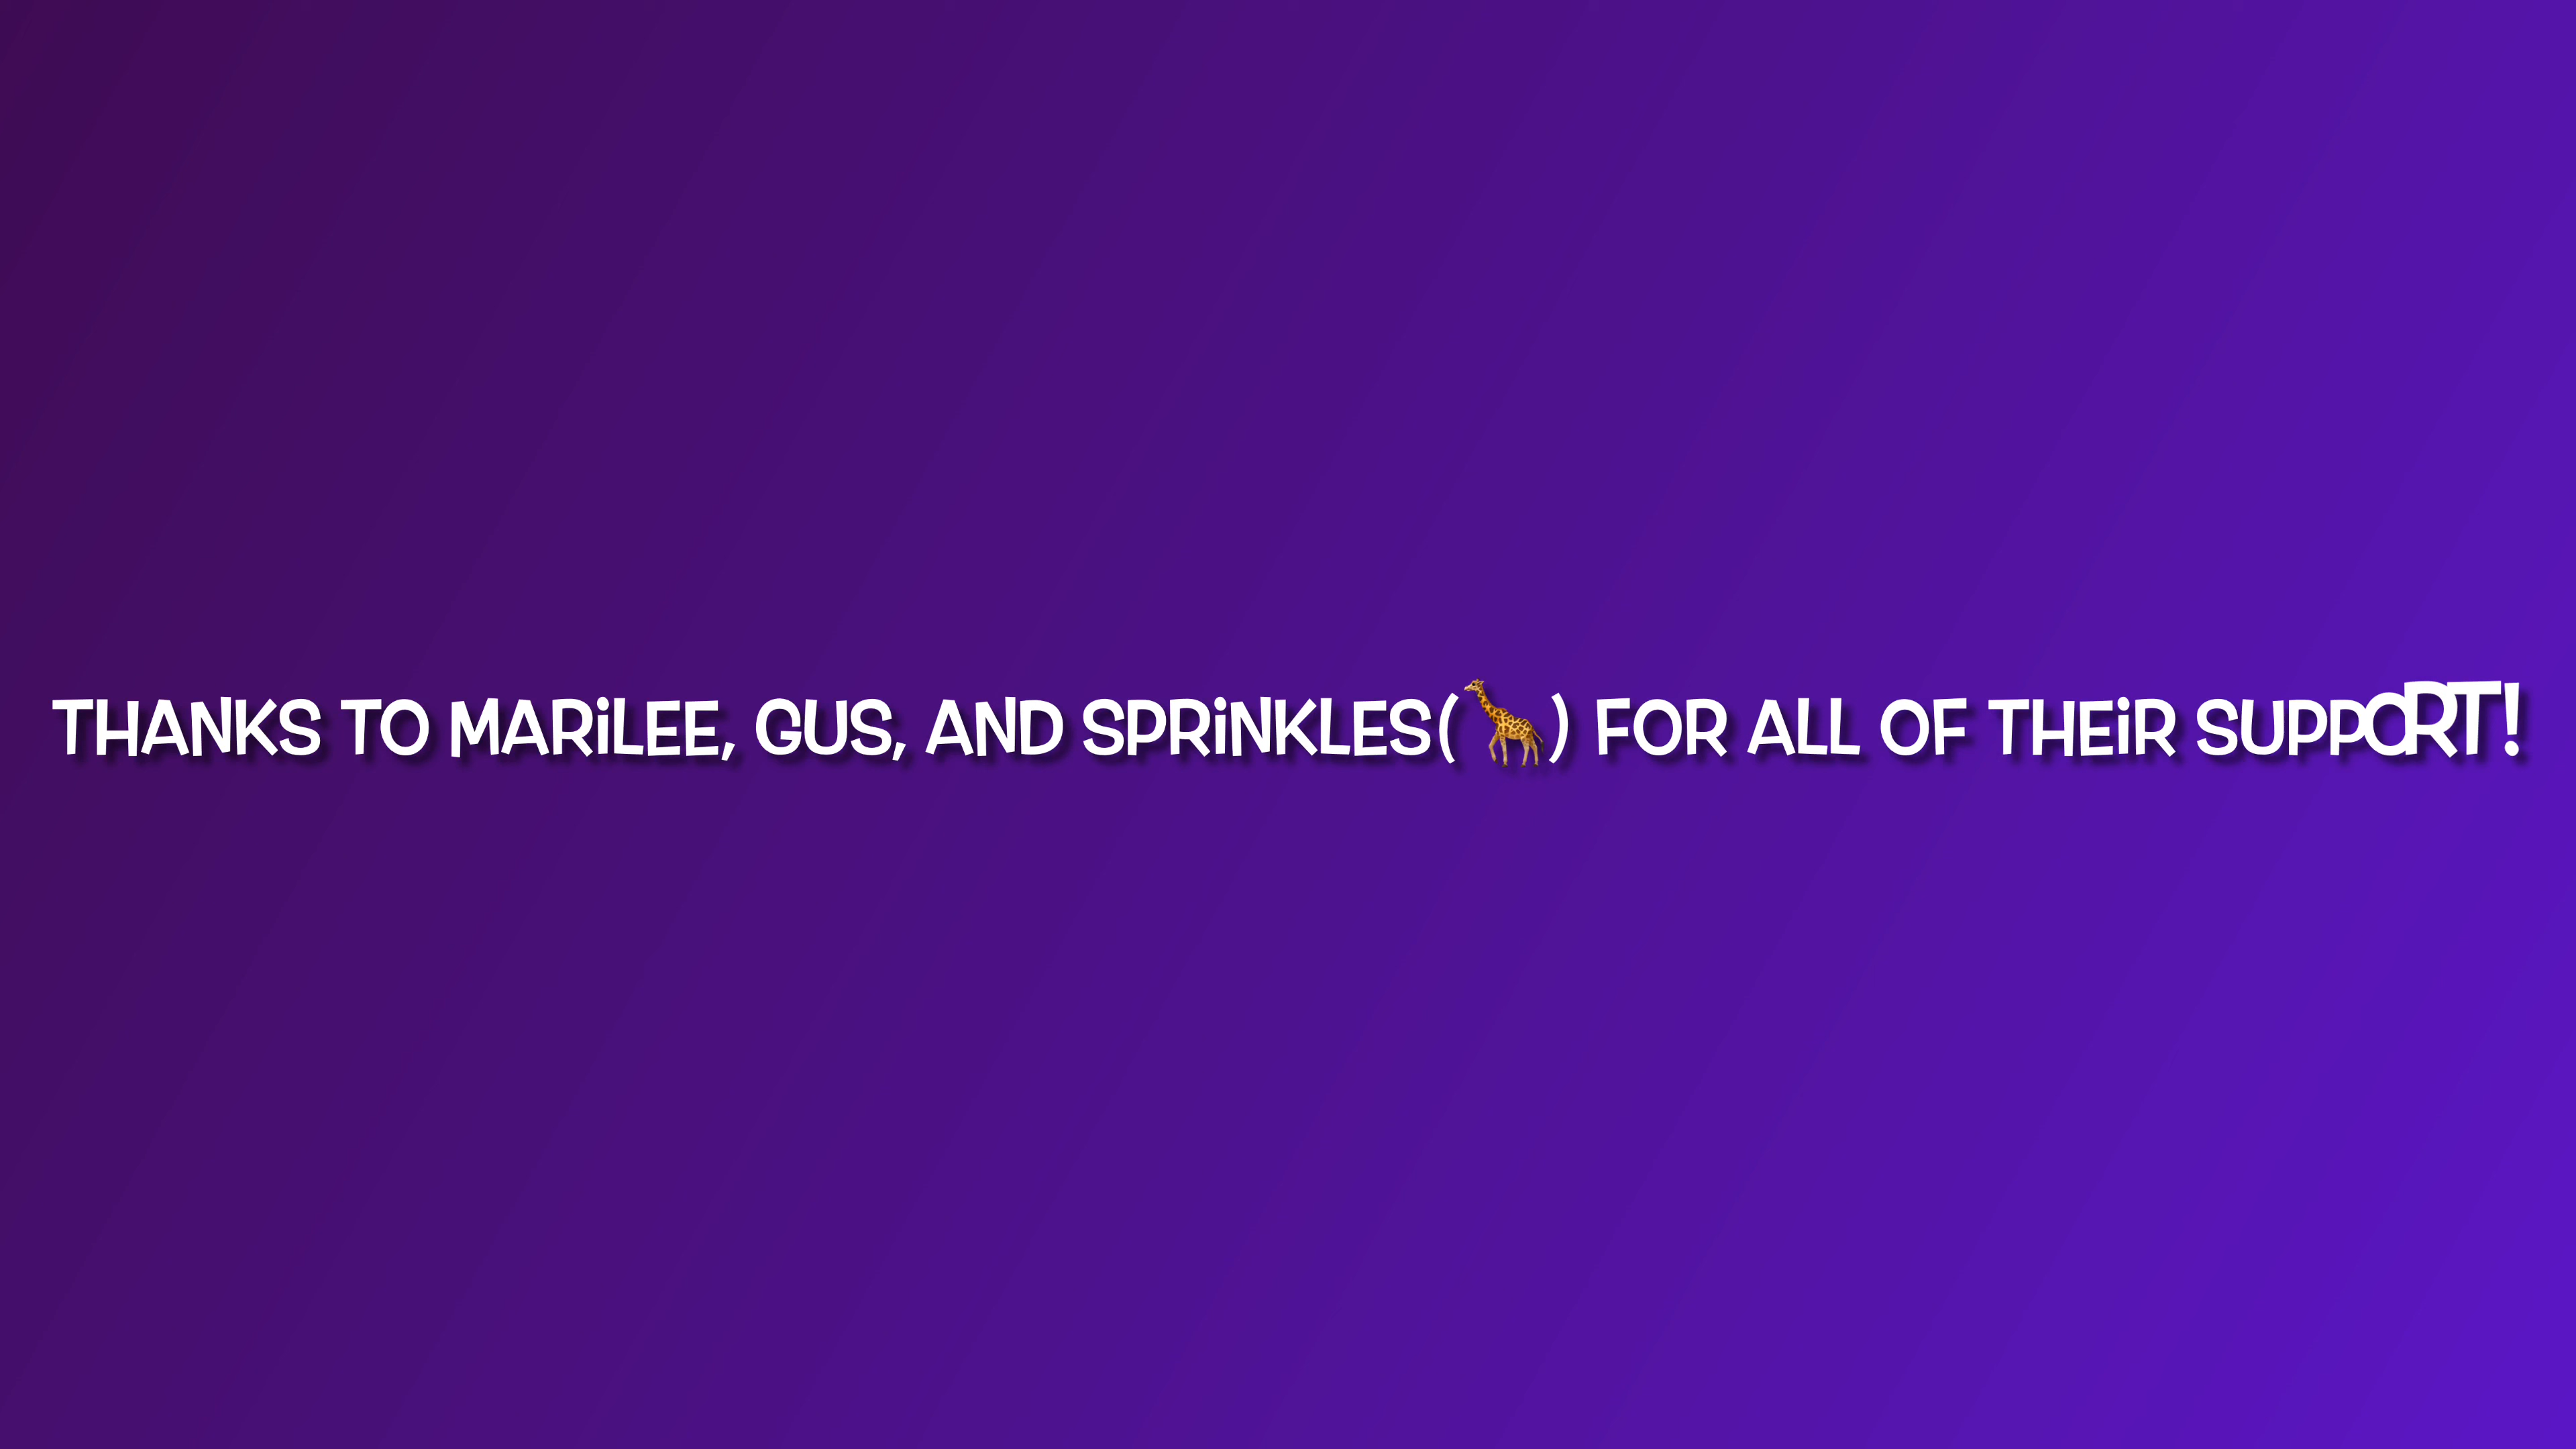 THANKS TO MARiLEE, GUS, AND SPRiNKLES(🦒) FOR ALL OF THEiR SUPPORT!